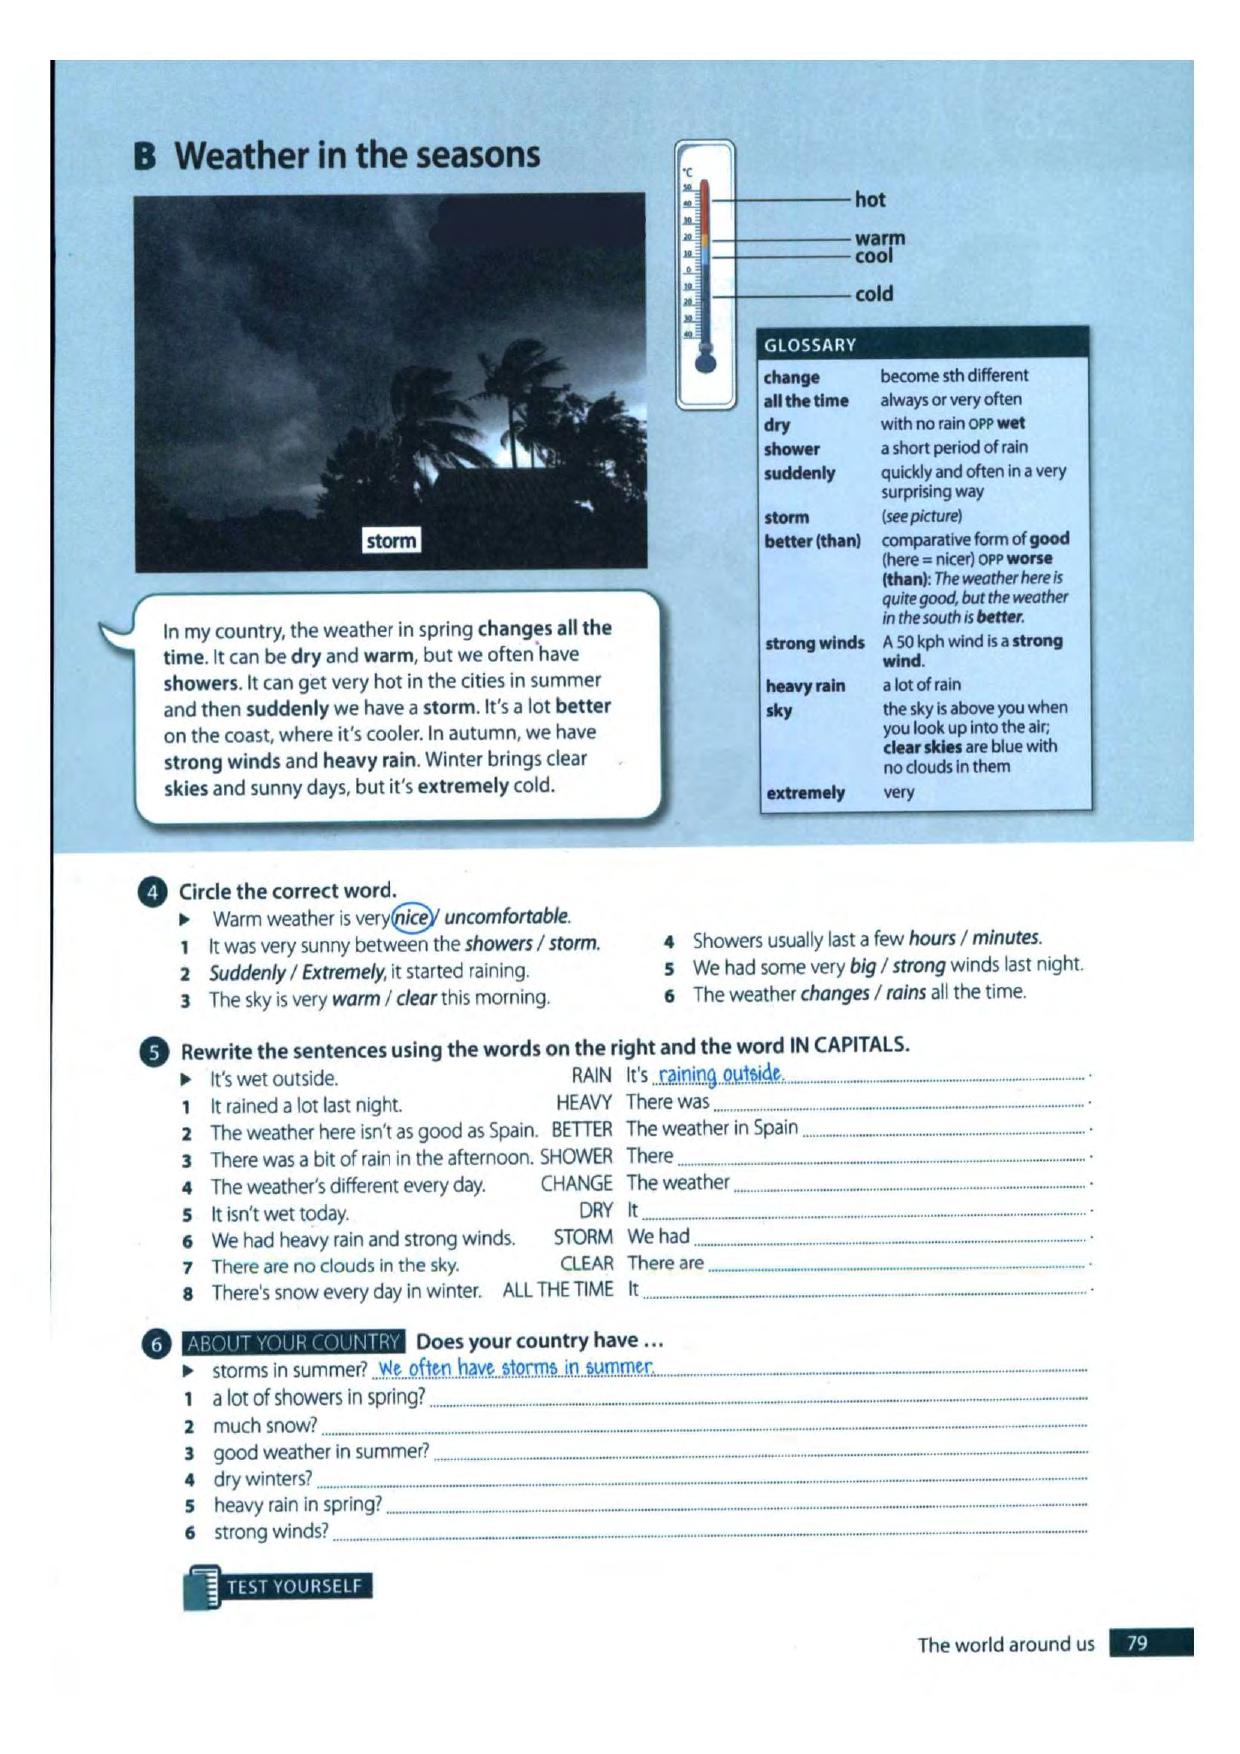 B Weather in the seasons
°C
50
40
30
20
10
0
10
20
30
40
hot
warm
cool
cold
storm
GLOSSARY
change become sth different
all the time always or very often
dry with no rain OPP wet
shower a short period of rain
suddenly quickly and often in a very
surprising way
storm (see picture)
better (than) comparative form of good
(here = nicer) OPP worse
(than): The weather here is
quite good, but the weather
in the south is better.
strong winds A 50 kph wind is a strong
wind.
heavy rain a lot of rain
sky the sky is above you when
you look up into the air;
clear skies are blue with
no clouds in them
extremely very
In my country, the weather in spring changes all the
time. It can be dry and warm, but we often have
showers. It can get very hot in the cities in summer
and then suddenly we have a storm. It's a lot better
on the coast, where it's cooler. In autumn, we have
strong winds and heavy rain. Winter brings clear
skies and sunny days, but it's extremely cold.
4 Circle the correct word.
▶ Warm weather is very nice / uncomfortable.
1 It was very sunny between the showers / storm.
2 Suddenly / Extremely, it started raining.
3 The sky is very warm / clear this morning.
4 Showers usually last a few hours / minutes.
5 We had some very big / strong winds last night.
6 The weather changes / rains all the time.
5 Rewrite the sentences using the words on the right and the word IN CAPITALS.
▶ It's wet outside. RAIN It's raining outside.
1 It rained a lot last night. HEAVY There was .
2 The weather here isn't as good as Spain. BETTER The weather in Spain .
3 There was a bit of rain in the afternoon. SHOWER There .
4 The weather's different every day. CHANGE The weather .
5 It isn't wet today. DRY It .
6 We had heavy rain and strong winds. STORM We had .
7 There are no clouds in the sky. CLEAR There are .
8 There's snow every day in winter. ALL THE TIME It .
6 ABOUT YOUR COUNTRY Does your country have ...
▶ storms in summer? We often have storms in summer.
1 a lot of showers in spring?
2 much snow?
3 good weather in summer?
4 dry winters?
5 heavy rain in spring?
6 strong winds?
TEST YOURSELF
The world around us 79